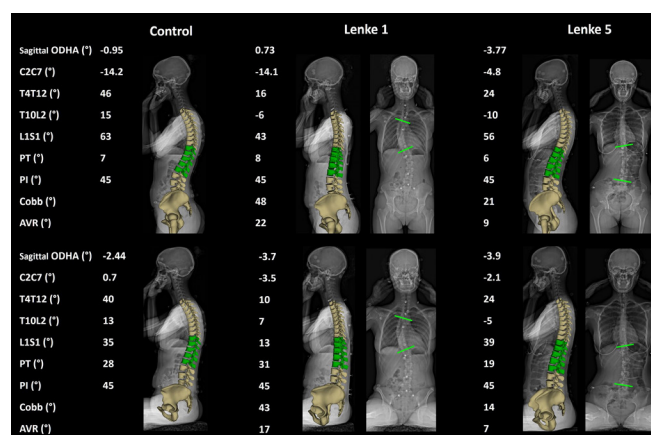 Control Lenke 1 Lenke 5
Sagittal ODHA (°) -0.95 0.73 -3.77
C2C7 (°) -14.2 -14.1 -4.8
T4T12 (°) 46 16 24
T10L2 (°) 15 -6 -10
L1S1 (°) 63 43 56
PT (°) 7 8 6
PI (°) 45 45 45
Cobb (°) 48 21
AVR (°) 22 9
Sagittal ODHA (°) -2.44 -3.7 -3.9
C2C7 (°) 0.7 -3.5 -2.1
T4T12 (°) 40 10 24
T10L2 (°) 13 7 -5
L1S1 (°) 35 13 39
PT (°) 28 31 19
PI (°) 45 45 45
Cobb (°) 43 14
AVR (°) 17 7